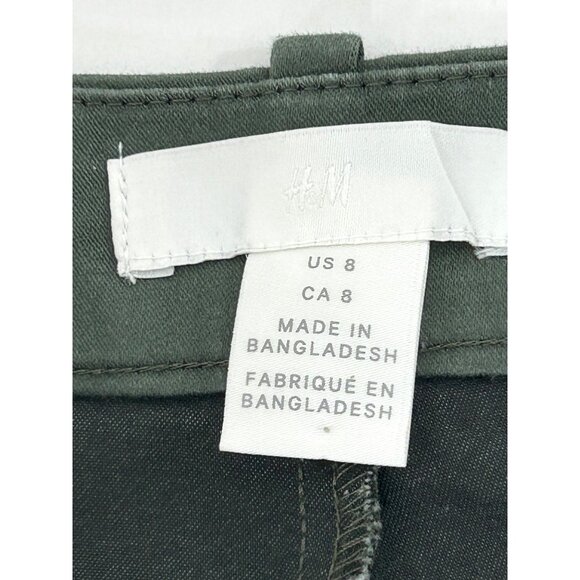 H&M
US 8
CA 8
MADE IN
BANGLADESH
FABRIQUÉ EN
BANGLADESH